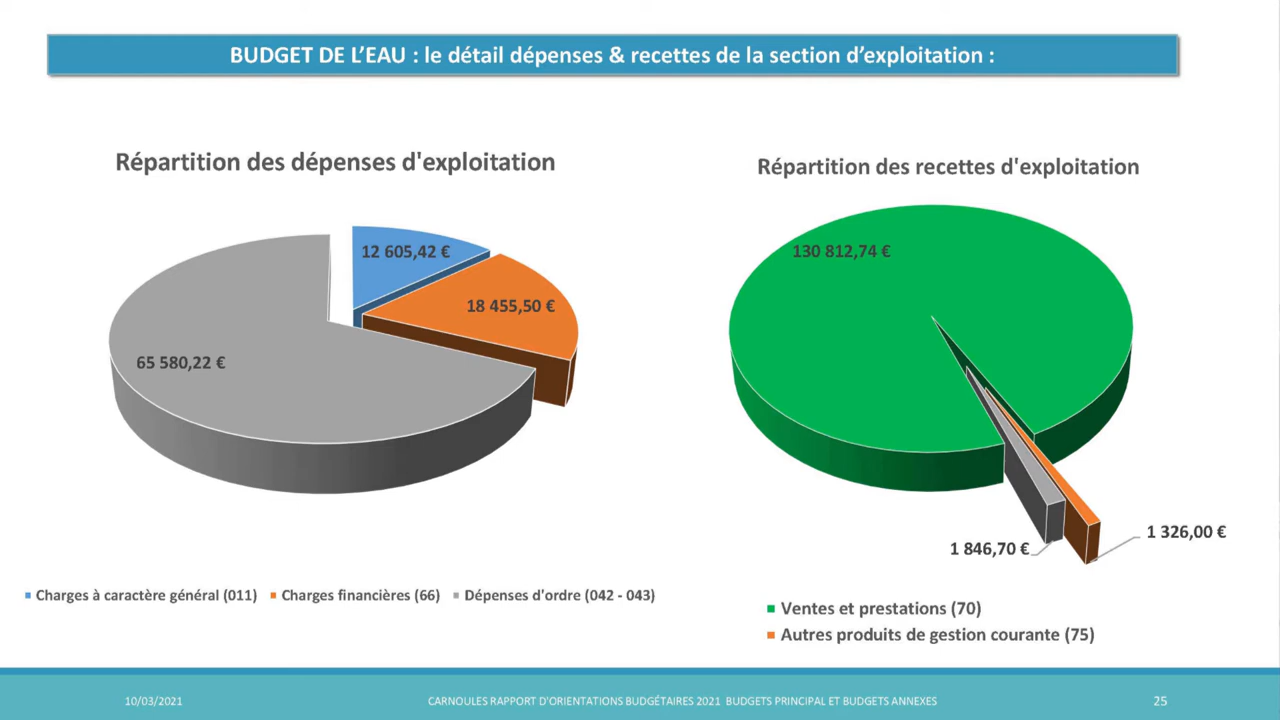 BUDGET DE L’EAU : le détail dépenses & recettes de la section d’exploitation :
Répartition des dépenses d'exploitation
12 605,42 €
18 455,50 €
65 580,22 €
Charges à caractère général (011) Charges financières (66) Dépenses d'ordre (042 - 043)
Répartition des recettes d'exploitation
130 812,74 €
1 326,00 €
1 846,70 €
Ventes et prestations (70)
Autres produits de gestion courante (75)
10/03/2021 CARNOULES RAPPORT D'ORIENTATIONS BUDGÉTAIRES 2021 BUDGETS PRINCIPAL ET BUDGETS ANNEXES 25